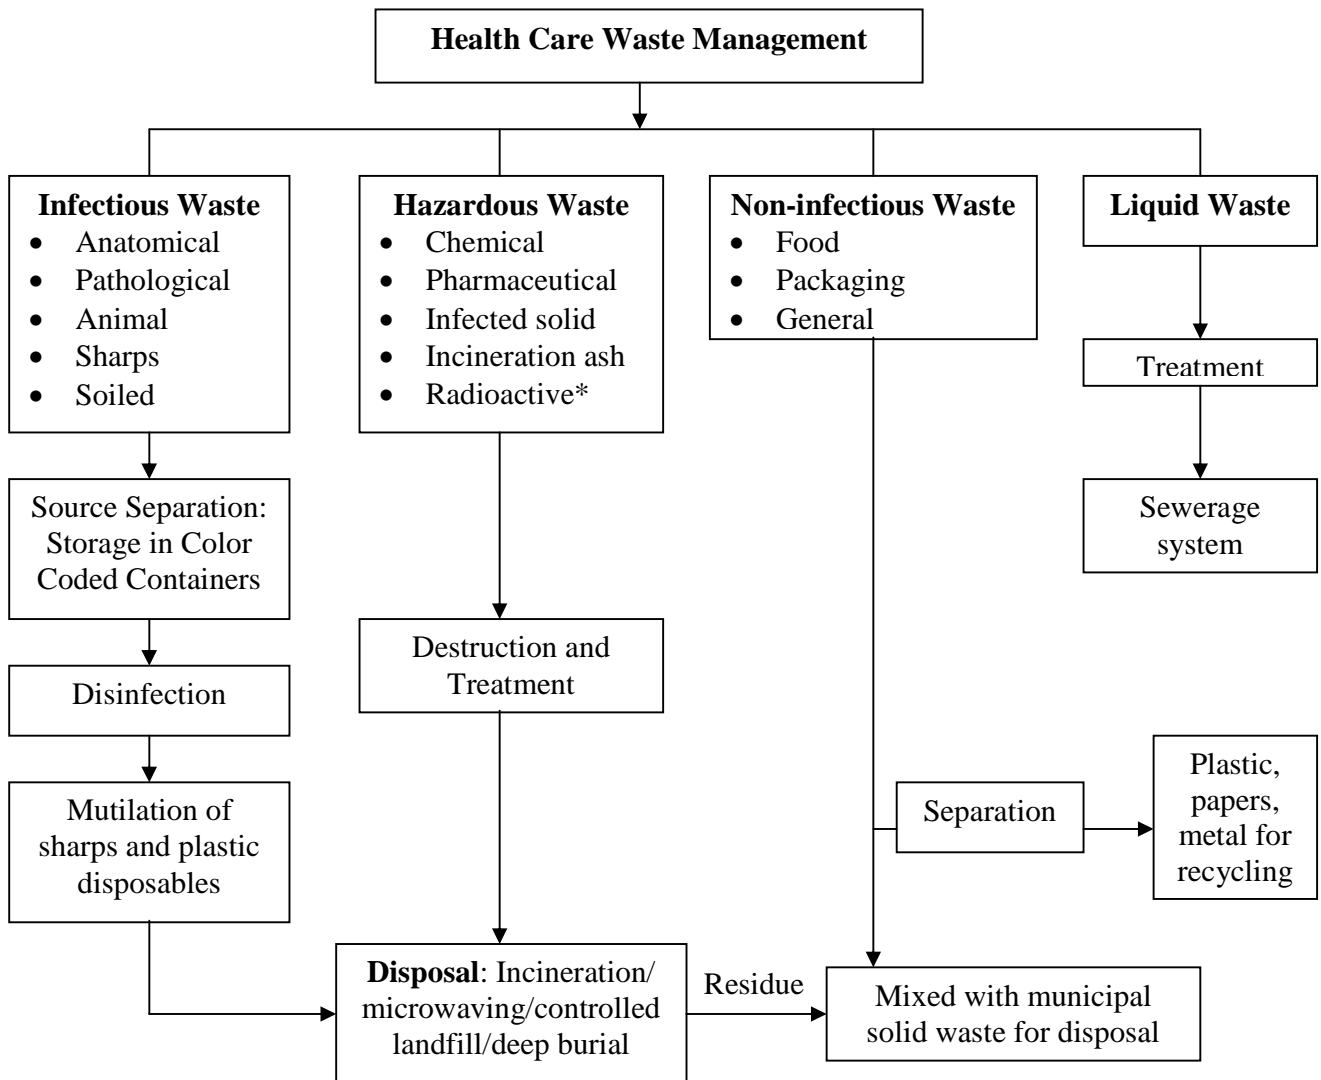 Health Care Waste Management
Infectious Waste
• Anatomical
• Pathological
• Animal
• Sharps
• Soiled
Hazardous Waste
• Chemical
• Pharmaceutical
• Infected solid
• Incineration ash
• Radioactive*
Non-infectious Waste
• Food
• Packaging
• General
Liquid Waste
Treatment
Sewerage
system
Source Separation:
Storage in Color
Coded Containers
Disinfection
Mutilation of
sharps and plastic
disposables
Destruction and
Treatment
Separation
Plastic,
papers,
metal for
recycling
Disposal: Incineration/
microwaving/controlled
landfill/deep burial
Residue
Mixed with municipal
solid waste for disposal